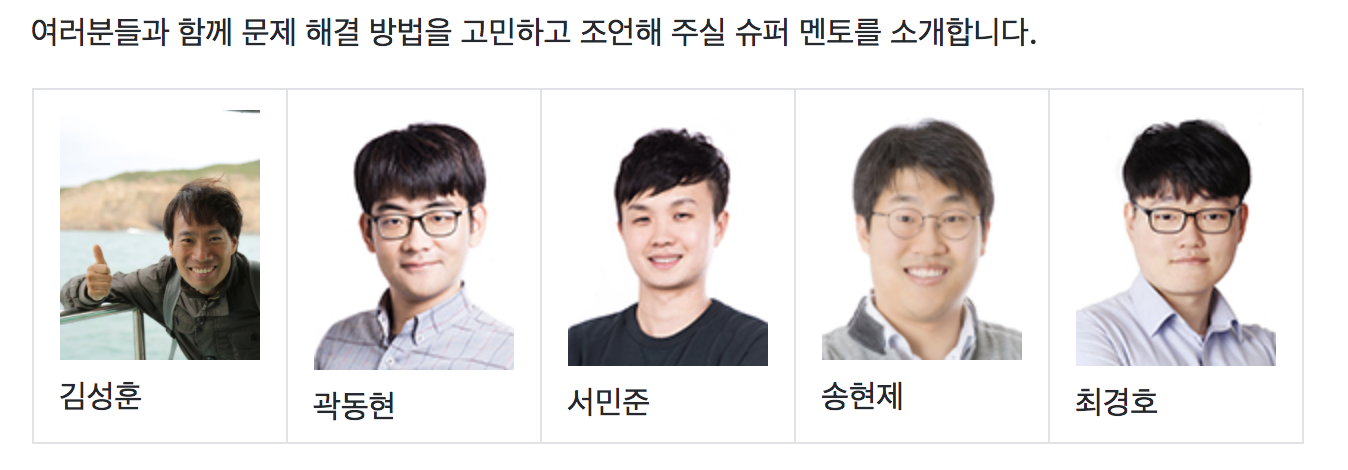 여러분들과 함께 문제 해결 방법을 고민하고 조언해 주실 슈퍼 멘토를 소개합니다.
김성훈
곽동현
서민준
송현제
최경호